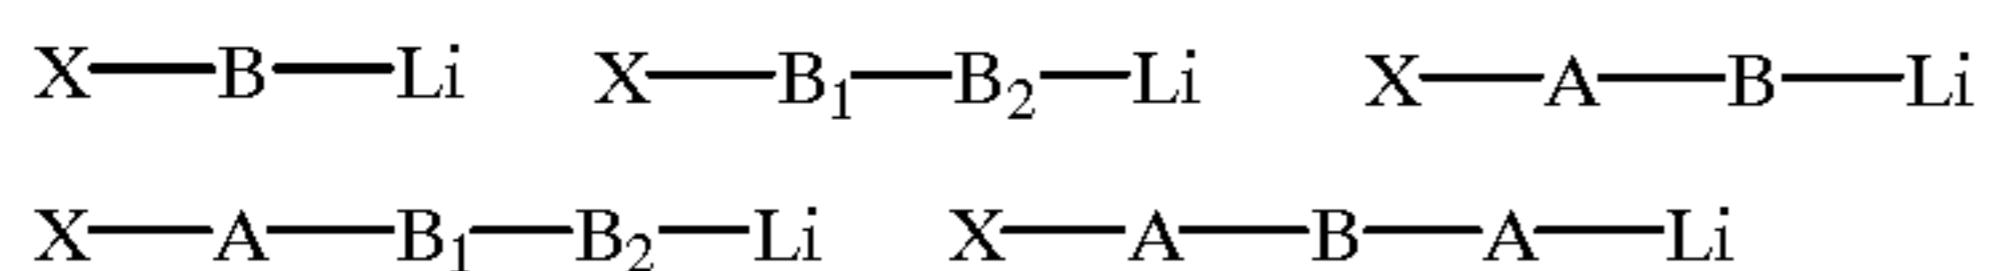 X—B—Li X—B₁—B₂—Li X—A—B—Li
X—A—B₁—B₂—Li X—A—B—A—Li